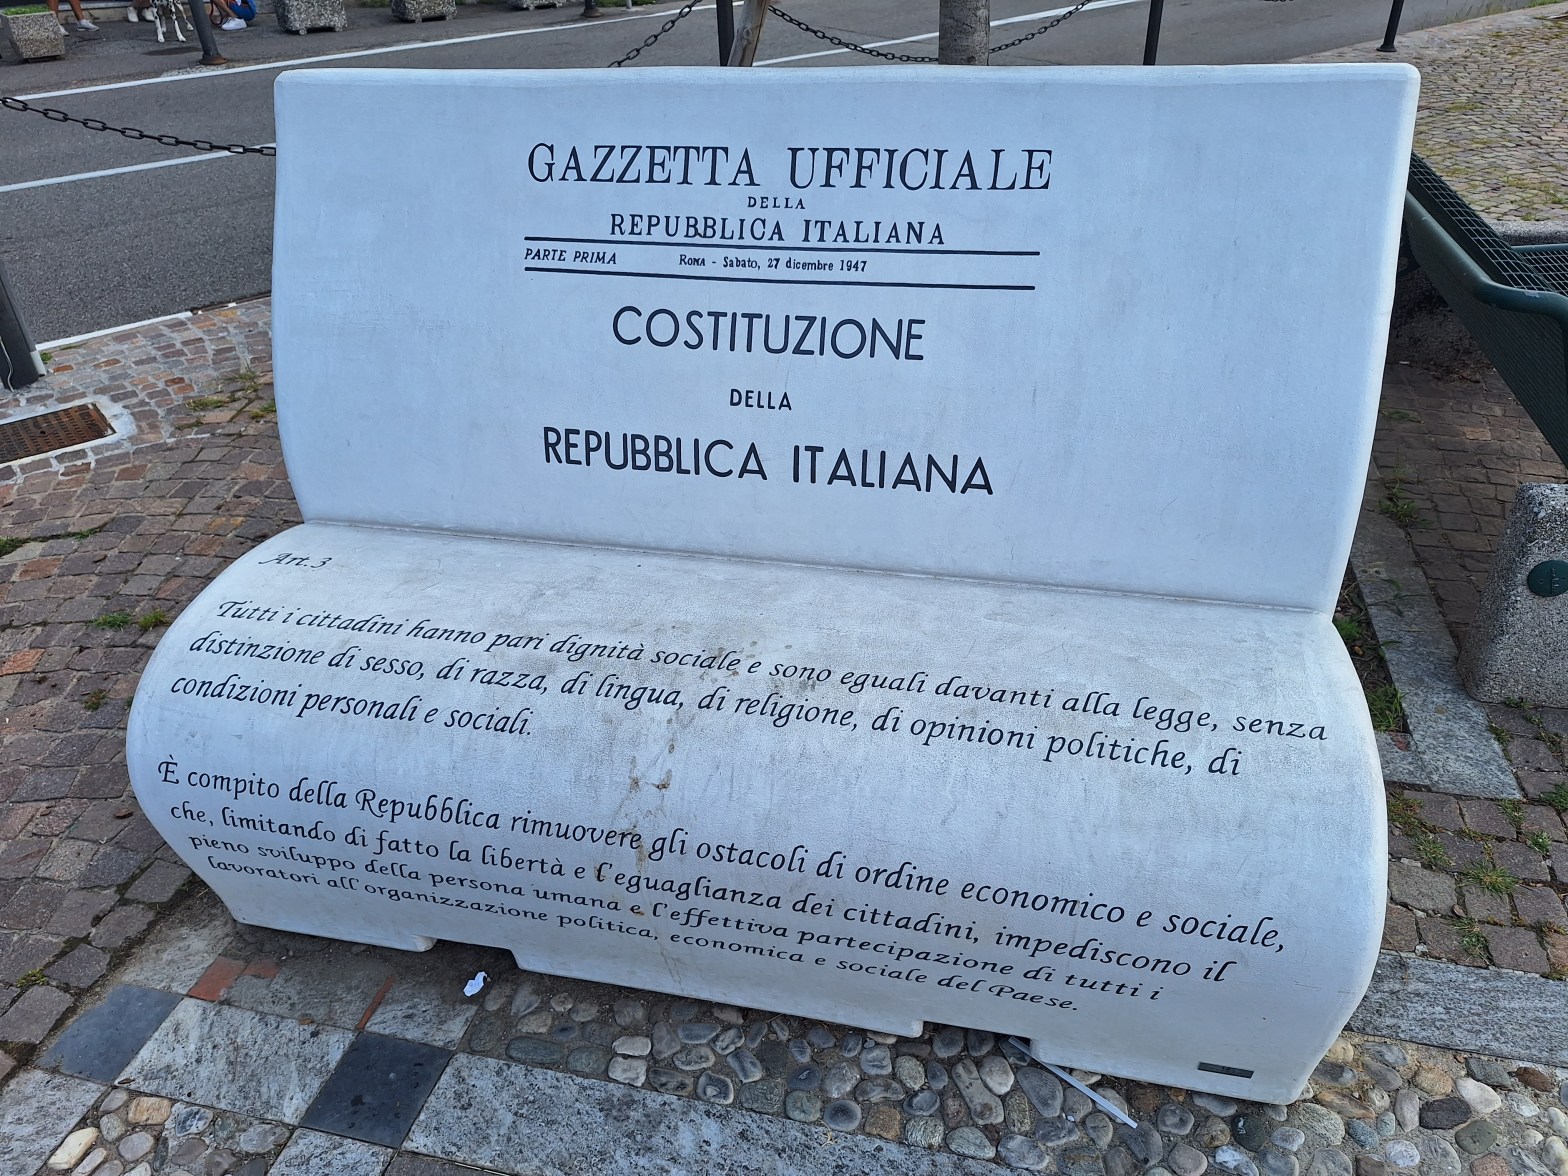 GAZZETTA UFFICIALE
DELLA
REPUBBLICA ITALIANA
PARTE PRIMA Roma - Sabato, 27 dicembre 1947
COSTITUZIONE
DELLA
REPUBBLICA ITALIANA
Art. 3
Tutti i cittadini hanno pari dignità sociale e sono eguali davanti alla legge, senza
distinzione di sesso, di razza, di lingua, di religione, di opinioni politiche, di
condizioni personali e sociali.
È compito della Repubblica rimuovere gli ostacoli di ordine economico e sociale,
che, limitando di fatto la libertà e l'eguaglianza dei cittadini, impediscono il
pieno sviluppo della persona umana e l'effettiva partecipazione di tutti i
lavoratori all'organizzazione politica, economica e sociale del Paese.